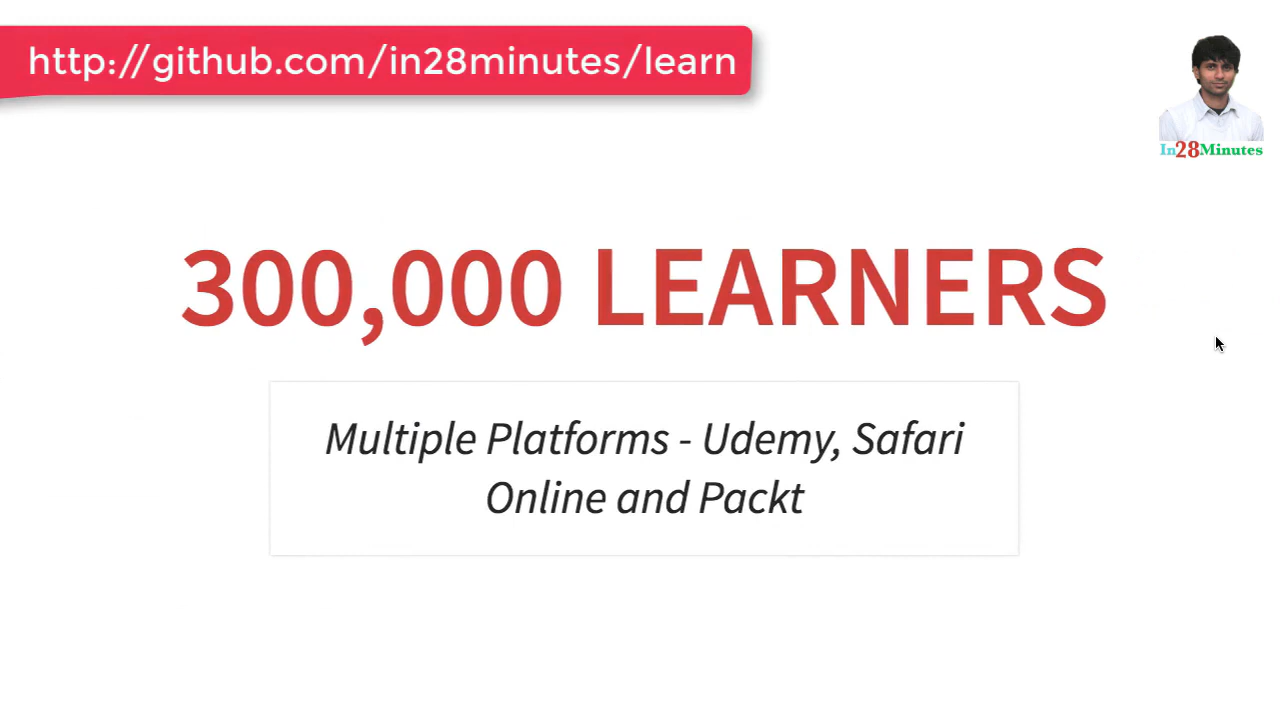 http://github.com/in28minutes/learn
In28Minutes
300,000 LEARNERS
Multiple Platforms - Udemy, Safari
Online and Packt